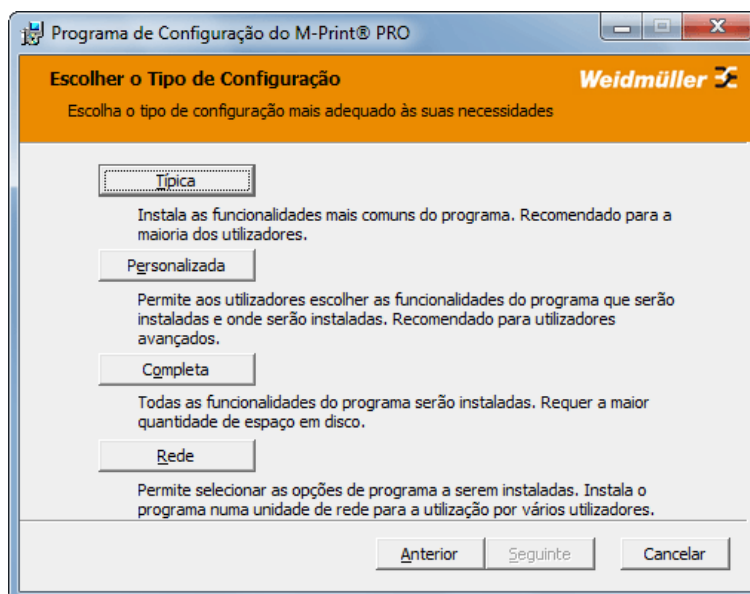 Programa de Configuração do M-Print® PRO
Escolher o Tipo de Configuração
Weidmüller
Escolha o tipo de configuração mais adequado às suas necessidades
Típica
Instala as funcionalidades mais comuns do programa. Recomendado para a
maioria dos utilizadores.
Personalizada
Permite aos utilizadores escolher as funcionalidades do programa que serão
instaladas e onde serão instaladas. Recomendado para utilizadores
avançados.
Completa
Todas as funcionalidades do programa serão instaladas. Requer a maior
quantidade de espaço em disco.
Rede
Permite selecionar as opções de programa a serem instaladas. Instala o
programa numa unidade de rede para a utilização por vários utilizadores.
Anterior
Seguinte
Cancelar